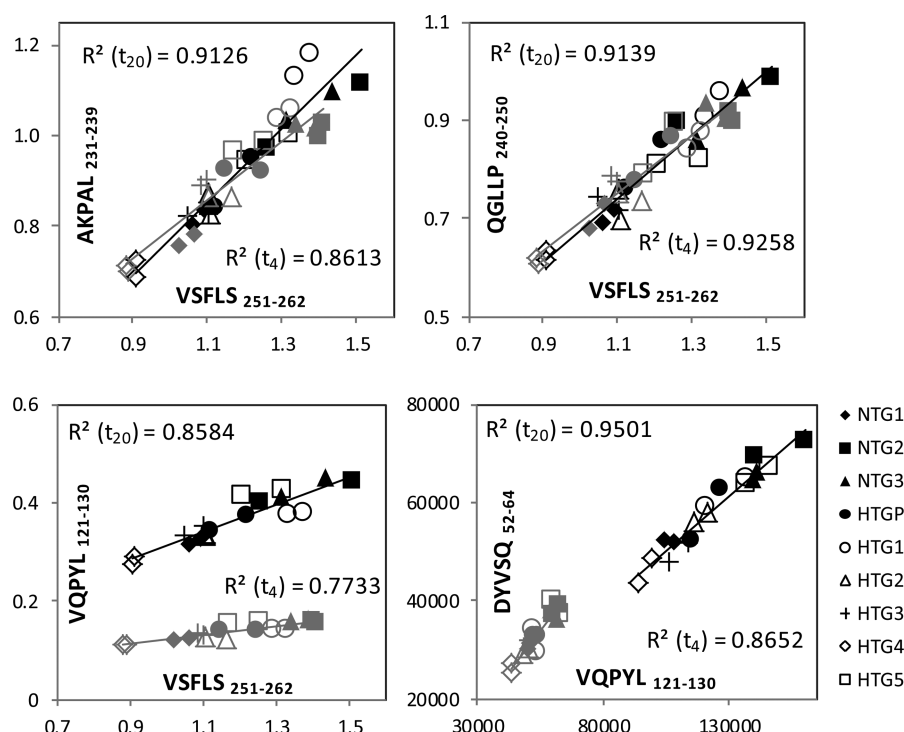 1.2
1.0
0.8
0.6
0.7
0.9
1.1
1.3
1.5
AKPAL 231-239
R² (t20) = 0.9126
R² (t4) = 0.8613
VSFLS 251-262
1.1
0.9
0.7
0.5
0.7
0.9
1.1
1.3
1.5
QGLLP 240-250
R² (t20) = 0.9139
R² (t4) = 0.9258
VSFLS 251-262
0.6
0.4
0.2
0
0.7
0.9
1.1
1.3
1.5
VQPYL 121-130
R² (t20) = 0.8584
R² (t4) = 0.7733
VSFLS 251-262
80000
60000
40000
20000
30000
80000
130000
DYVSQ 52-64
R² (t20) = 0.9501
R² (t4) = 0.8652
VQPYL 121-130
NTG1
NTG2
NTG3
HTGP
HTG1
HTG2
HTG3
HTG4
HTG5